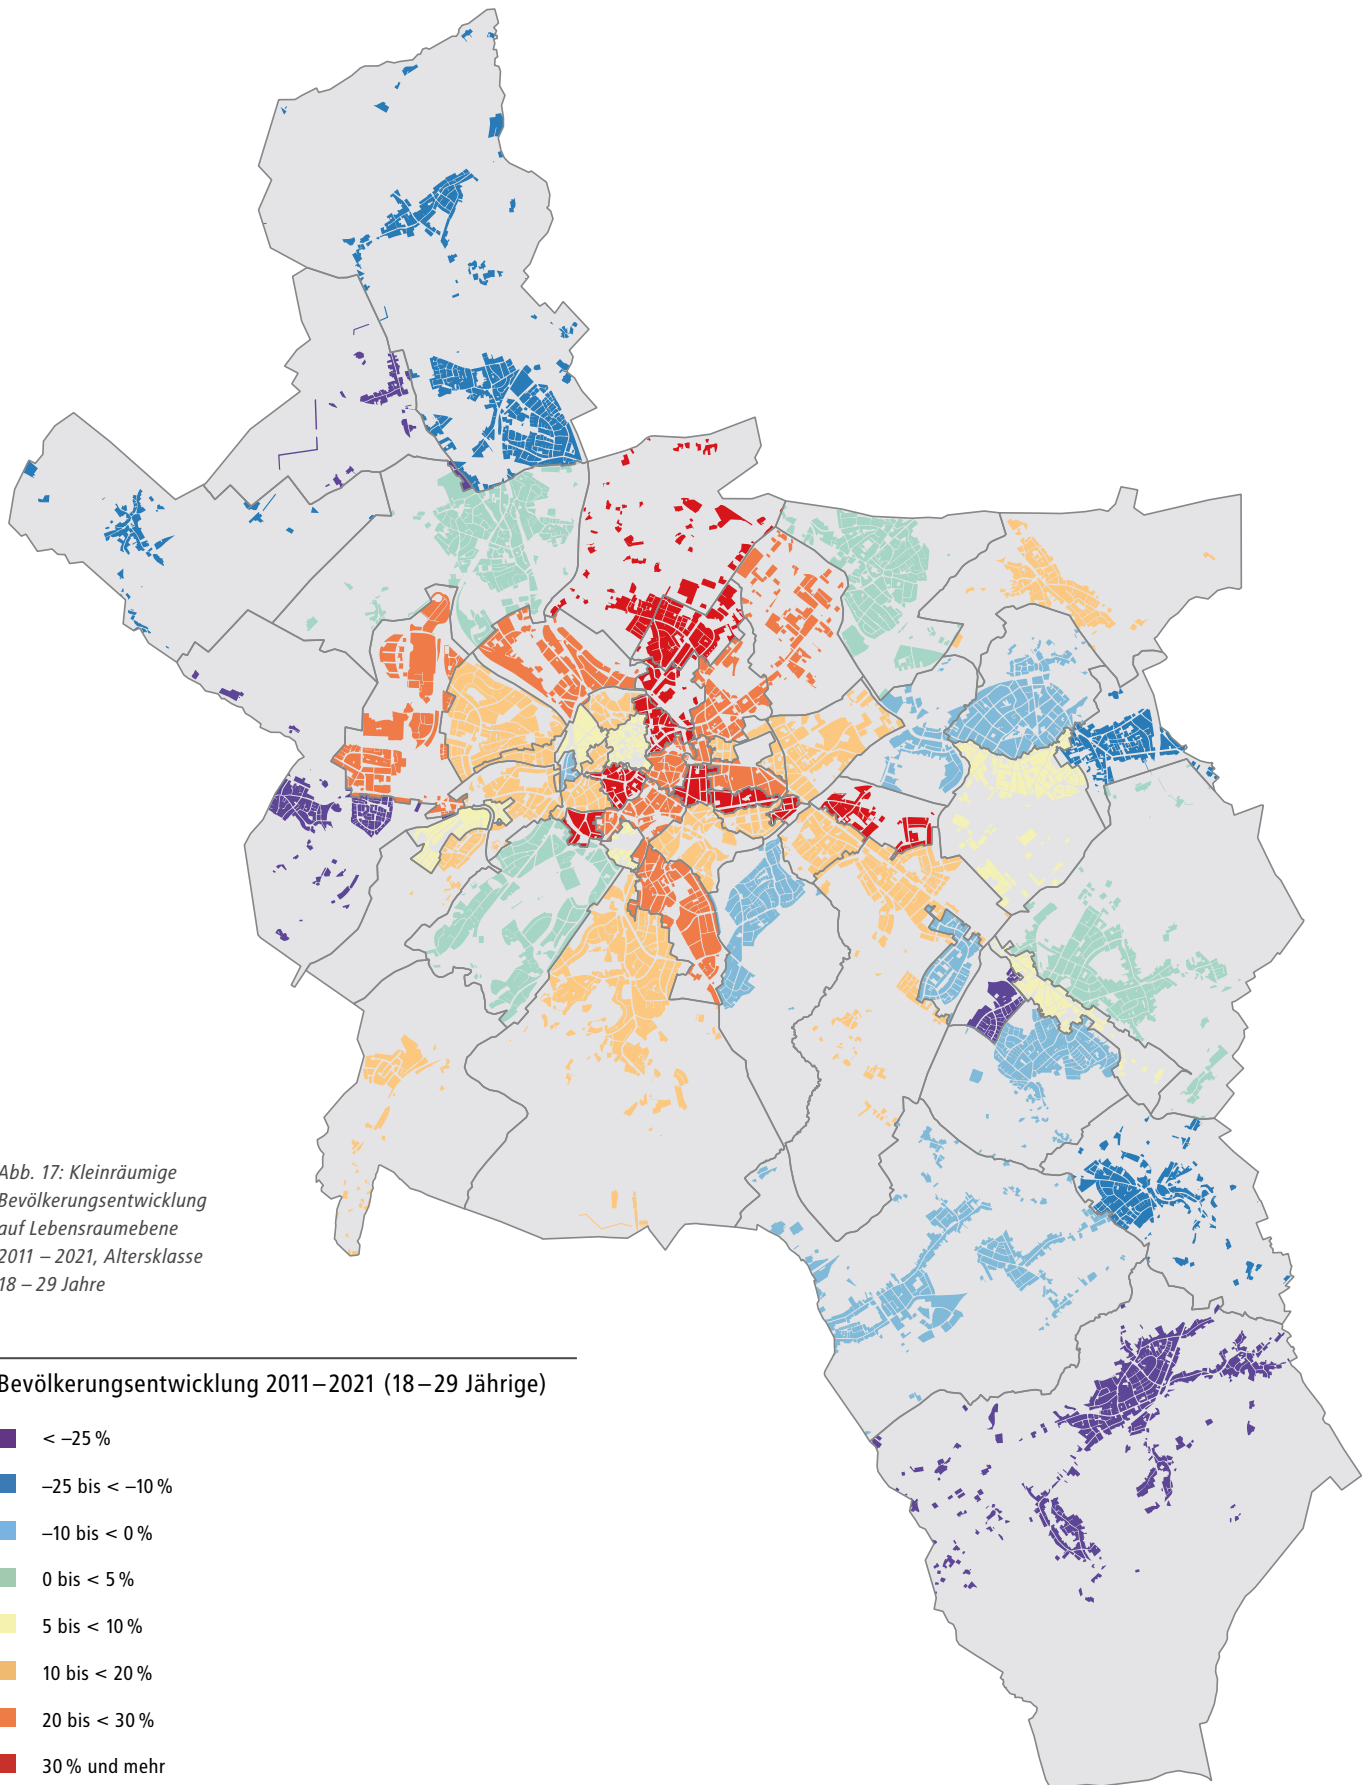 Abb. 17: Kleinräumige
Bevölkerungsentwicklung
auf Lebensraumebene
2011 – 2021, Altersklasse
18 – 29 Jahre
Bevölkerungsentwicklung 2011 – 2021 (18 – 29 Jährige)
< –25 %
–25 bis < –10 %
–10 bis < 0 %
0 bis < 5 %
5 bis < 10 %
10 bis < 20 %
20 bis < 30 %
30 % und mehr